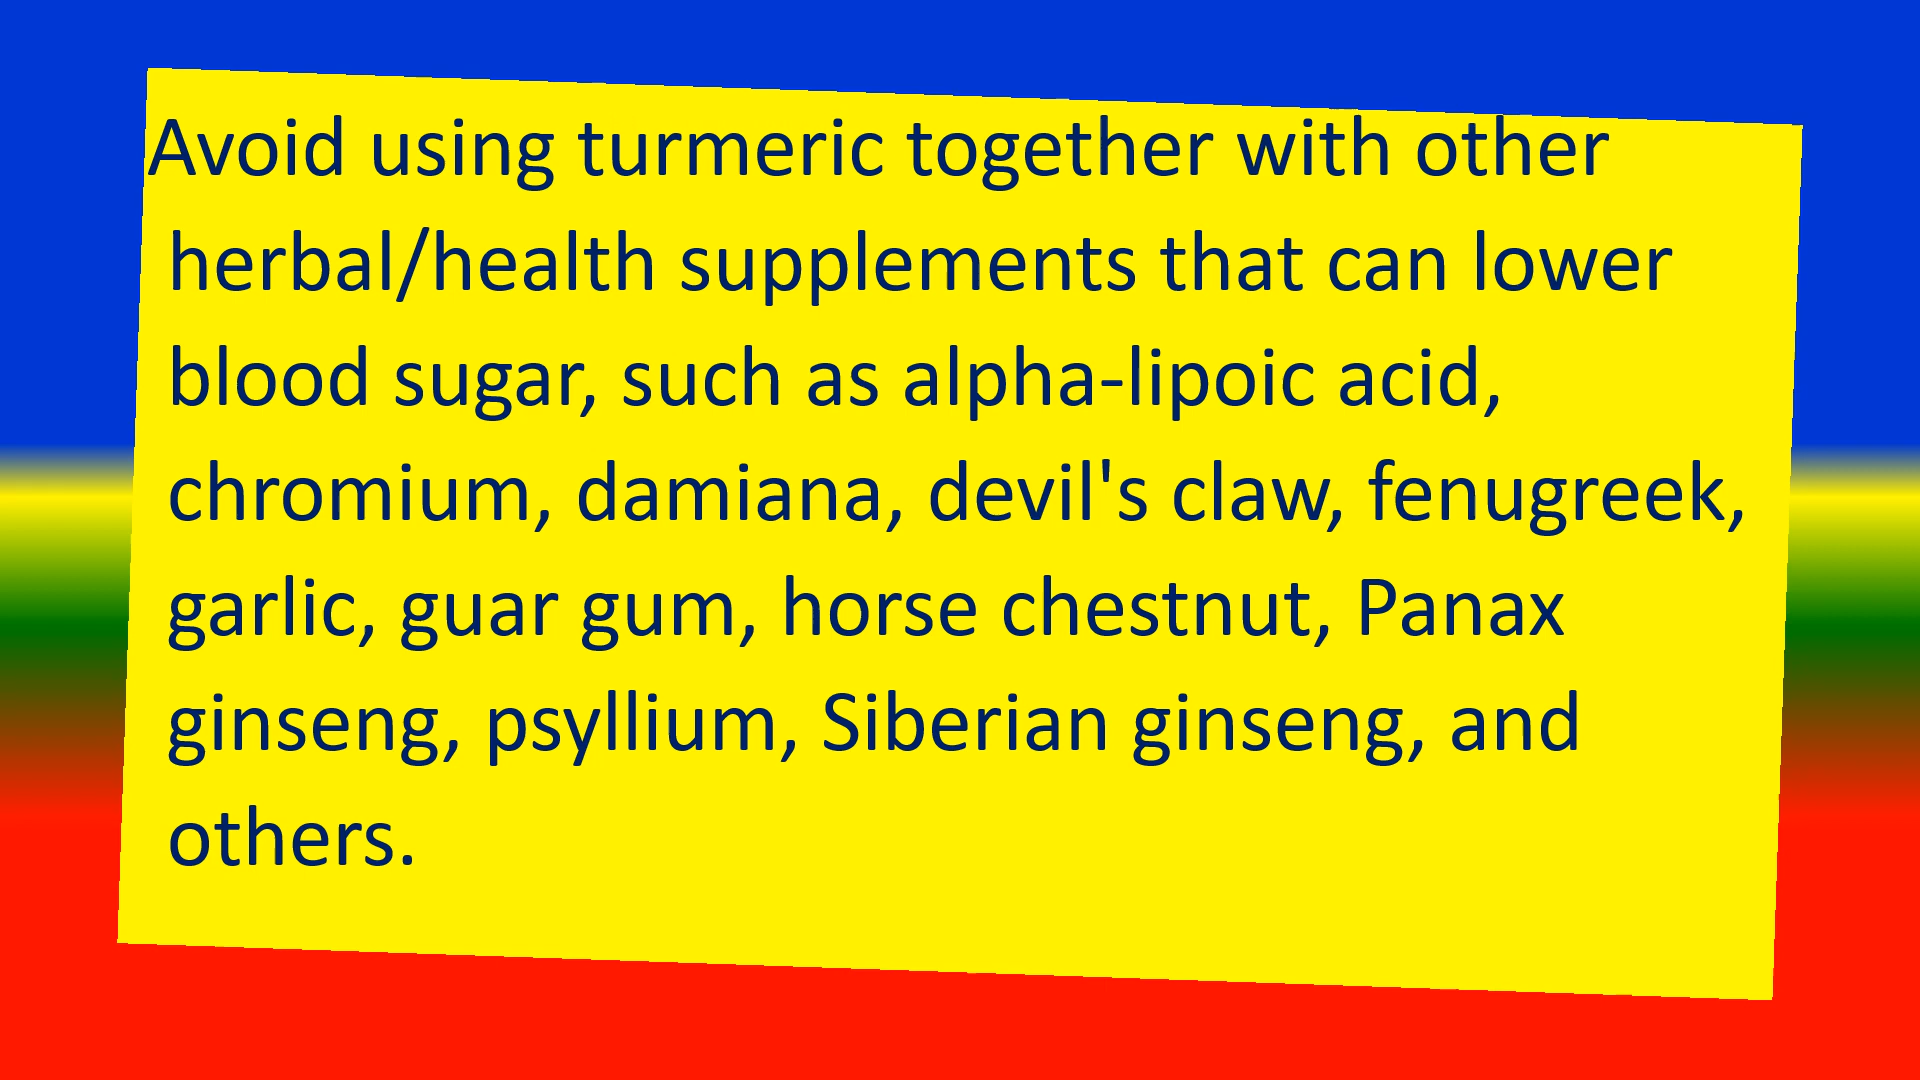 Avoid using turmeric together with other
herbal/health supplements that can lower
blood sugar, such as alpha-lipoic acid,
chromium, damiana, devil's claw, fenugreek,
garlic, guar gum, horse chestnut, Panax
ginseng, psyllium, Siberian ginseng, and
others.